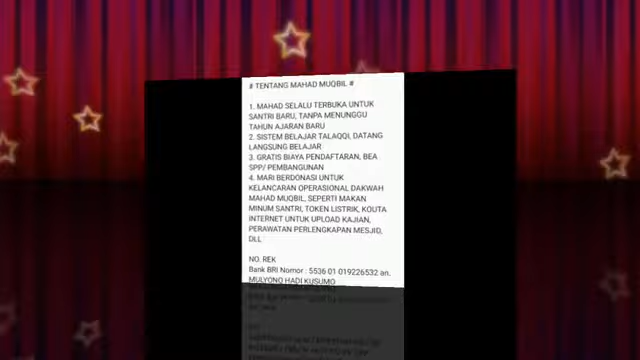 # TENTANG MAHAD MUQBIL #
1. MAHAD SELALU TERBUKA UNTUK
SANTRI BARU, TANPA MENUNGGU
TAHUN AJARAN BARU
2. SISTEM BELAJAR TALAQQI, DATANG
LANGSUNG BELAJAR
3. GRATIS BIAYA PENDAFTARAN, BEA
SPP/ PEMBANGUNAN
4. MARI BERDONASI UNTUK
KELANCARAN OPERASIONAL DAKWAH
MAHAD MUQBIL, SEPERTI MAKAN
MINUM SANTRI, TOKEN LISTRIK, KOUTA
INTERNET UNTUK UPLOAD KAJIAN,
PERAWATAN PERLENGKAPAN MESJID,
DLL
NO. REK
Bank BRI Nomor : 5536 01 019226532 an.
MULYONO HADI KUSUMO